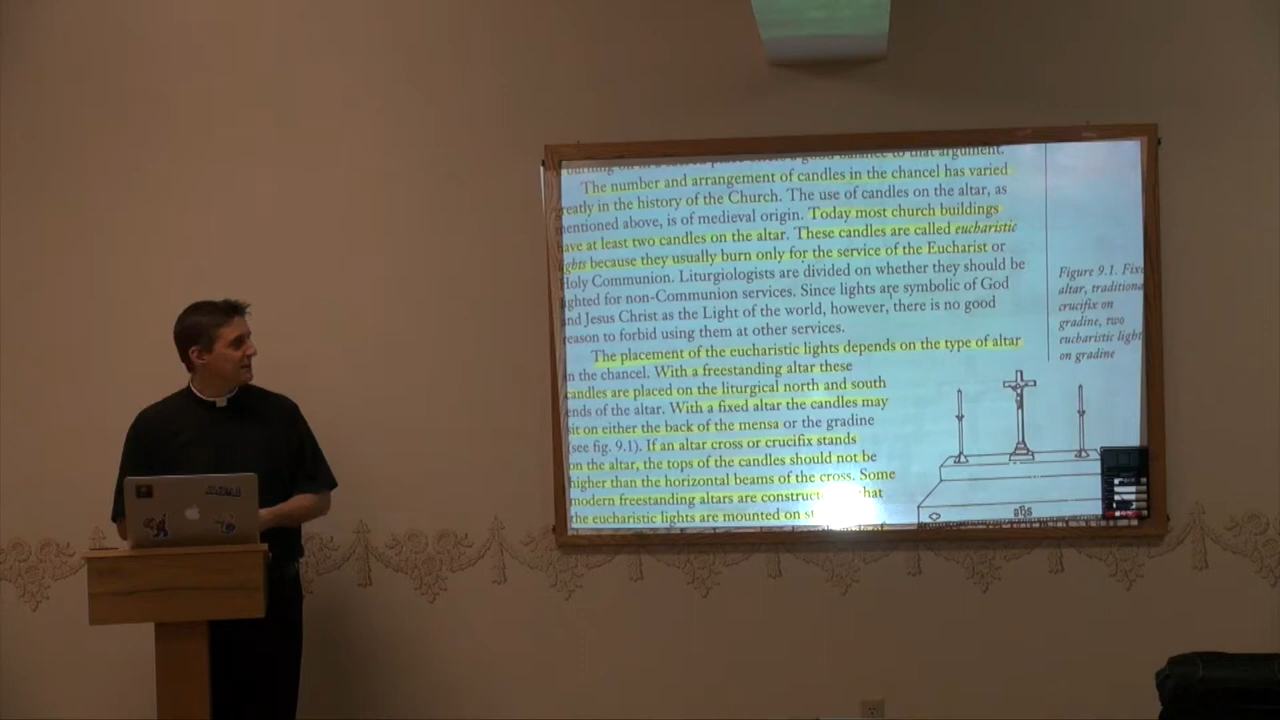 good balance to that argument.
The number and arrangement of candles in the chancel has varied
reatly in the history of the Church. The use of candles on the altar, as
mentioned above, is of medieval origin. Today most church buildings
have at least two candles on the altar. These candles are called eucharistic
ights because they usually burn only for the service of the Eucharist or
Holy Communion. Liturgiologists are divided on whether they should be
ighted for non-Communion services. Since lights are symbolic of God
and Jesus Christ as the Light of the world, however, there is no good
reason to forbid using them at other services.
The placement of the eucharistic lights depends on the type of altar
in the chancel. With a freestanding altar these
candles are placed on the liturgical north and south
ends of the altar. With a fixed altar the candles may
sit on either the back of the mensa or the gradine
(see fig. 9.1). If an altar cross or crucifix stands
on the altar, the tops of the candles should not be
higher than the horizontal beams of the cross. Some
modern freestanding altars are construct hat
the eucharistic lights are mounted on st
Figure 9.1. Fixe
altar, traditiona
crucifix on
gradine, two
eucharistic light
on gradine